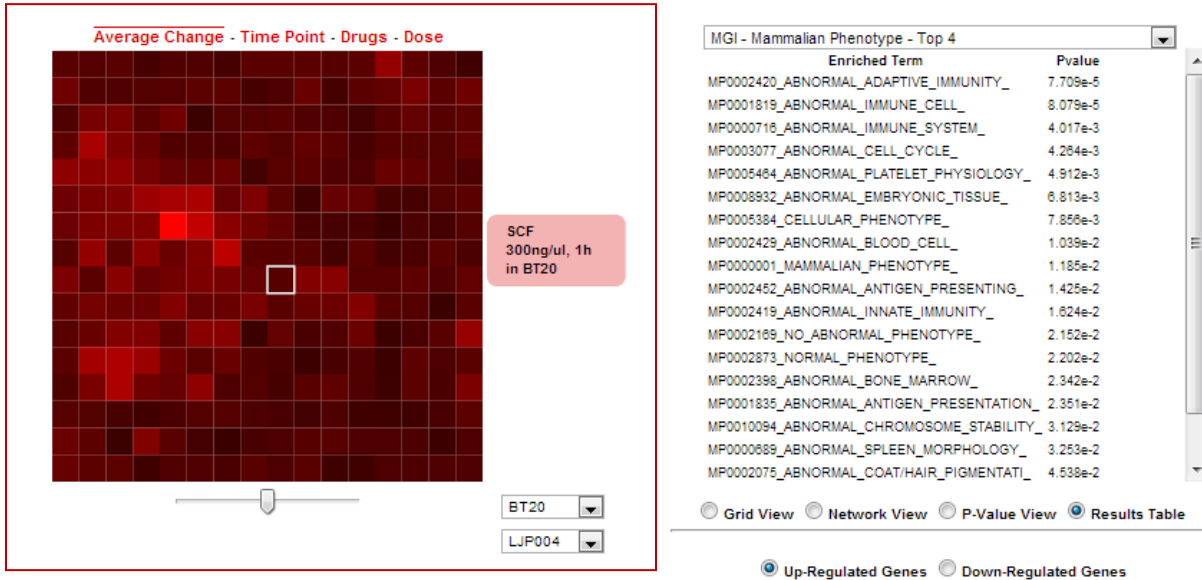 Average Change - Time Point - Drugs - Dose
SCF
300ng/ul, 1h
in BT20
BT20
LJP004
MGI - Mammalian Phenotype - Top 4
Enriched Term Pvalue
MP0002420_ABNORMAL_ADAPTIVE_IMMUNITY_ 7.709e-5
MP0001819_ABNORMAL_IMMUNE_CELL_ 8.079e-5
MP0000716_ABNORMAL_IMMUNE_SYSTEM_ 4.017e-3
MP0003077_ABNORMAL_CELL_CYCLE_ 4.264e-3
MP0005464_ABNORMAL_PLATELET_PHYSIOLOGY_ 4.912e-3
MP0008932_ABNORMAL_EMBRYONIC_TISSUE_ 6.813e-3
MP0005384_CELLULAR_PHENOTYPE_ 7.856e-3
MP0002429_ABNORMAL_BLOOD_CELL_ 1.039e-2
MP0000001_MAMMALIAN_PHENOTYPE_ 1.185e-2
MP0002452_ABNORMAL_ANTIGEN_PRESENTING_ 1.425e-2
MP0002419_ABNORMAL_INNATE_IMMUNITY_ 1.624e-2
MP0002169_NO_ABNORMAL_PHENOTYPE_ 2.152e-2
MP0002873_NORMAL_PHENOTYPE_ 2.202e-2
MP0002398_ABNORMAL_BONE_MARROW_ 2.342e-2
MP0001835_ABNORMAL_ANTIGEN_PRESENTATION_ 2.351e-2
MP0010094_ABNORMAL_CHROMOSOME_STABILITY_ 3.129e-2
MP0000689_ABNORMAL_SPLEEN_MORPHOLOGY_ 3.253e-2
MP0002075_ABNORMAL_COAT/HAIR_PIGMENTATI_ 4.538e-2
Grid View Network View P-Value View Results Table
Up-Regulated Genes Down-Regulated Genes